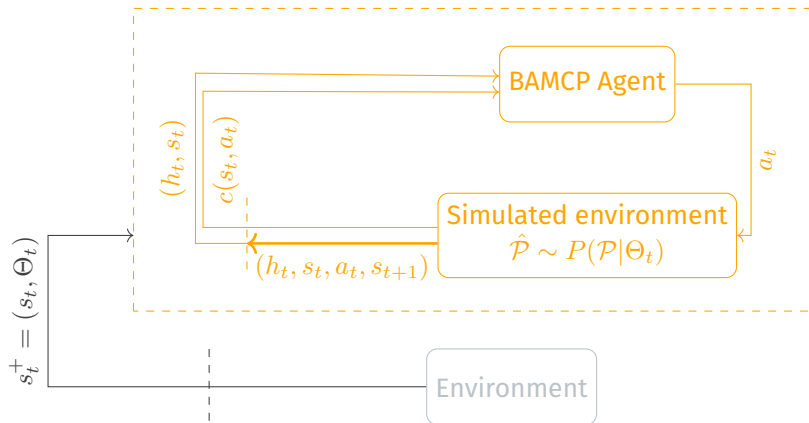 BAMCP Agent
(h_t, s_t)
c(s_t, a_t)
a_t
Simulated environment
\hat{\mathcal{P}} \sim P(\mathcal{P}|\Theta_t)
(h_t, s_t, a_t, s_{t+1})
s_t^+ = (s_t, \Theta_t)
Environment